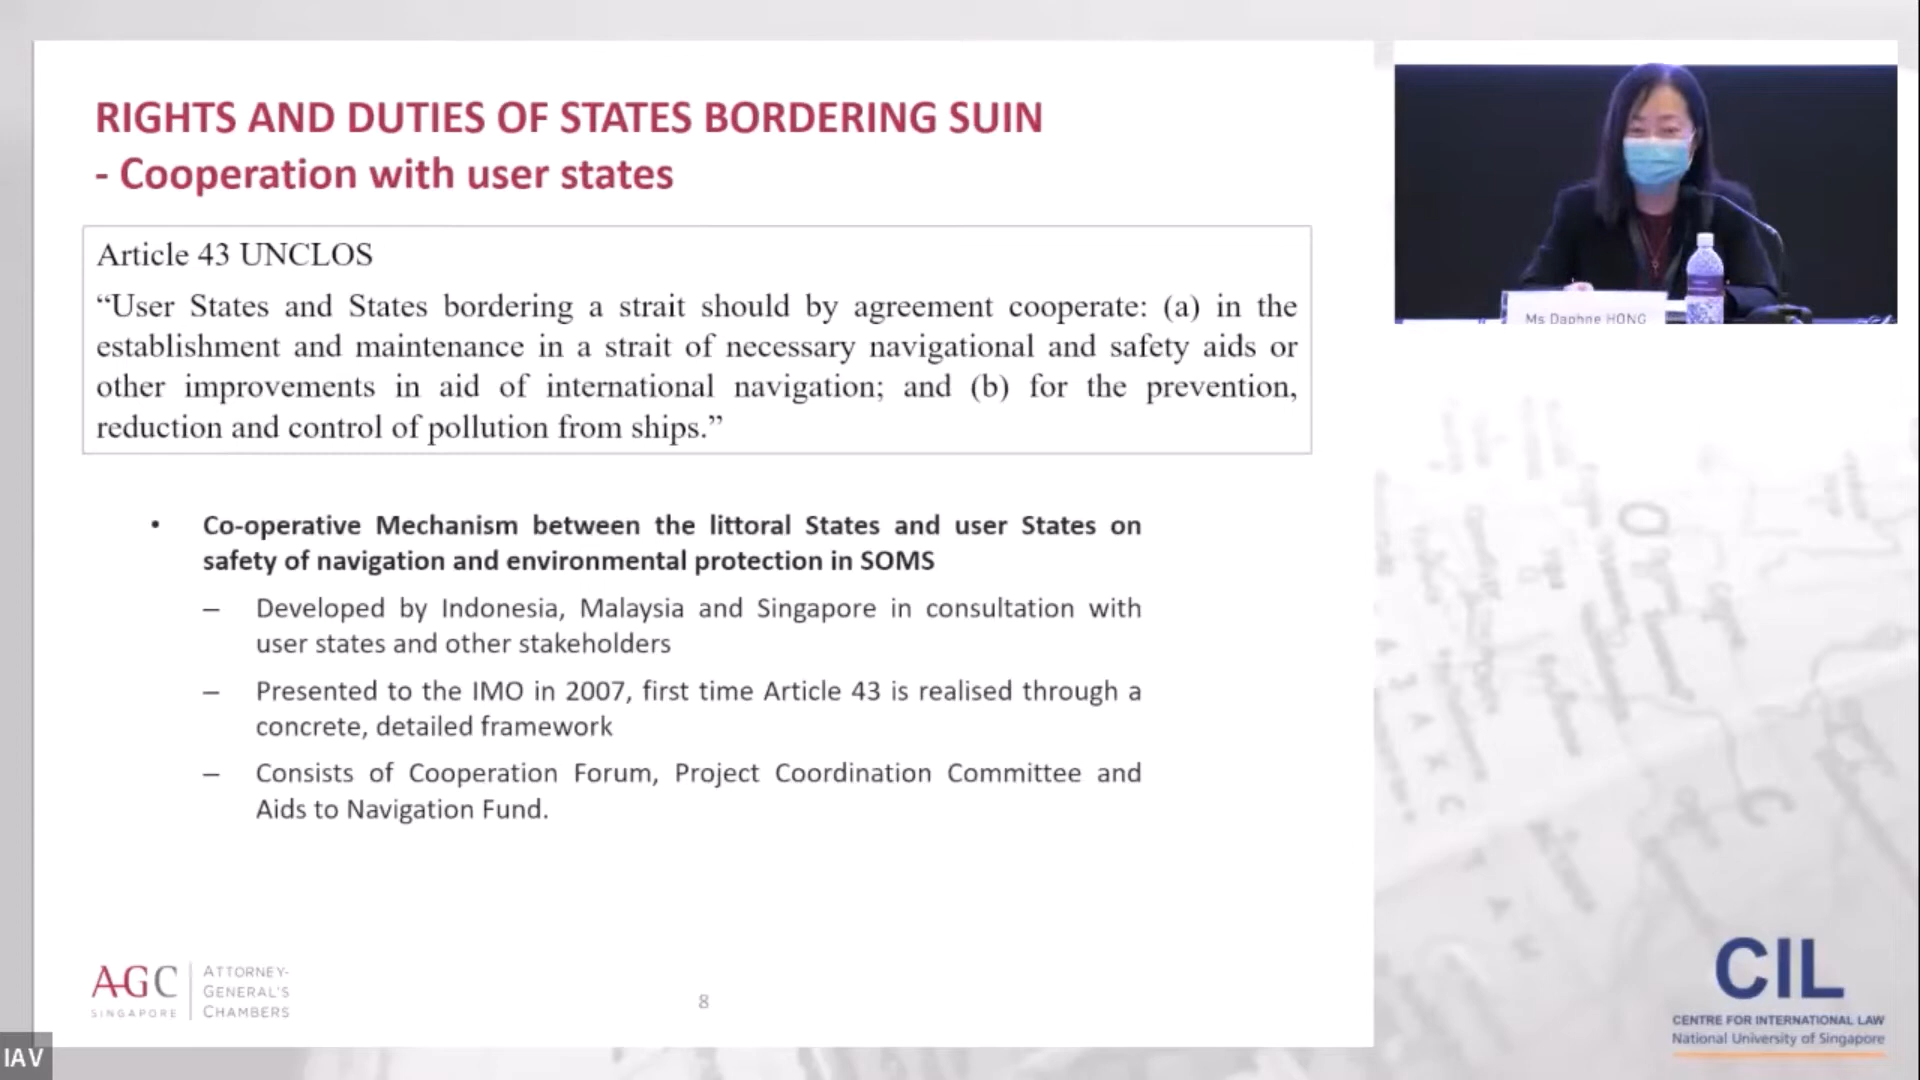 RIGHTS AND DUTIES OF STATES BORDERING SUIN
- Cooperation with user states
Article 43 UNCLOS
“User States and States bordering a strait should by agreement cooperate: (a) in the
establishment and maintenance in a strait of necessary navigational and safety aids or
other improvements in aid of international navigation; and (b) for the prevention,
reduction and control of pollution from ships.”
• Co-operative Mechanism between the littoral States and user States on
safety of navigation and environmental protection in SOMS
– Developed by Indonesia, Malaysia and Singapore in consultation with
user states and other stakeholders
– Presented to the IMO in 2007, first time Article 43 is realised through a
concrete, detailed framework
– Consists of Cooperation Forum, Project Coordination Committee and
Aids to Navigation Fund.
AGC
SINGAPORE
ATTORNEY-
GENERAL'S
CHAMBERS
8
Ms Daphne HONG
CIL
CENTRE FOR INTERNATIONAL LAW
National University of Singapore
IAV